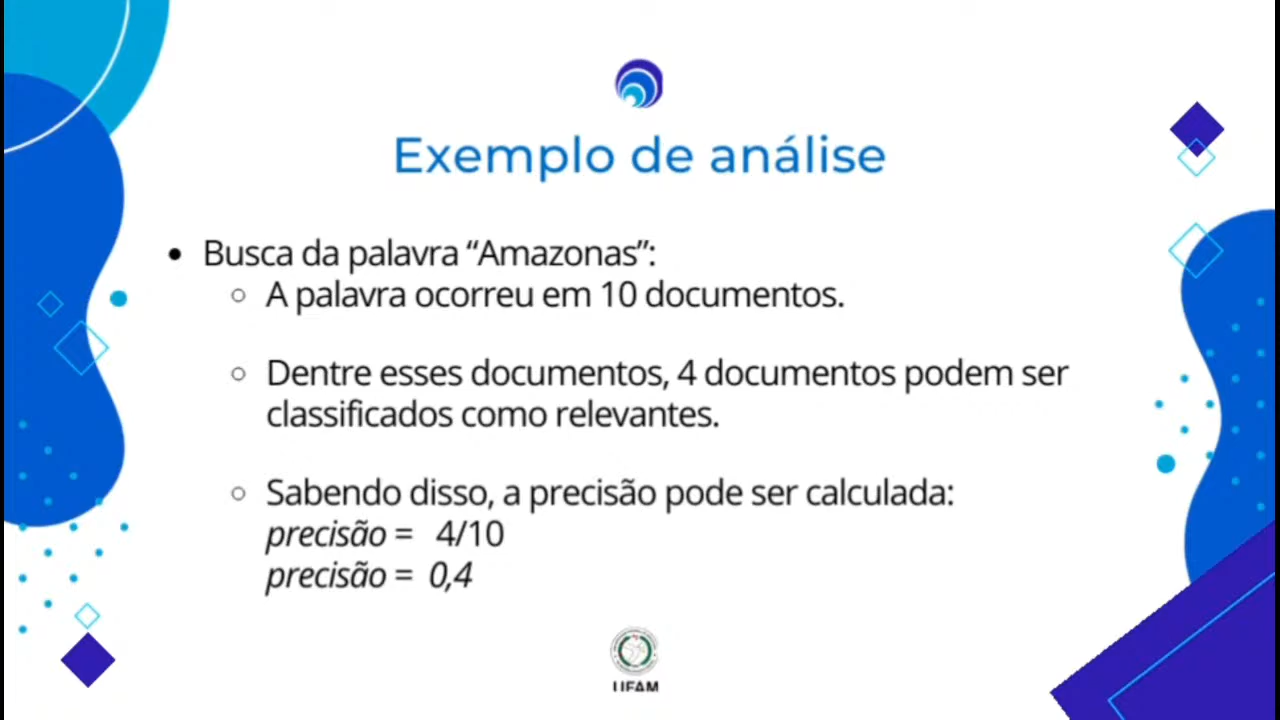 Exemplo de análise
• Busca da palavra “Amazonas”:
○ A palavra ocorreu em 10 documentos.
○ Dentre esses documentos, 4 documentos podem ser
classificados como relevantes.
○ Sabendo disso, a precisão pode ser calculada:
precisão = 4/10
precisão = 0,4
UFAM